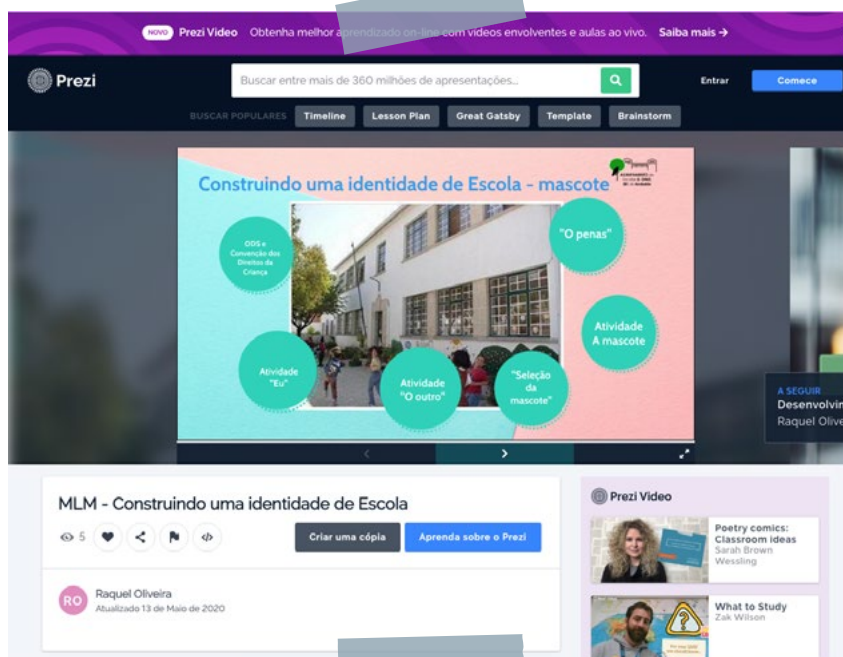 NOVO Prezi Video Obtenha melhor aprendizado on-line com vídeos envolventes e aulas ao vivo. Saiba mais →
Prezi
Buscar entre mais de 360 milhões de apresentações...
Entrar
Comece
BUSCAR POPULARES Timeline Lesson Plan Great Gatsby Template Brainstorm
Construindo uma identidade de Escola - mascote
ODS e
Convenção dos
Direitos da
Criança
"O penas"
Atividade
A mascote
Atividade
"Eu"
Atividade
"O outro"
"Seleção
da
mascote"
A SEGUIR
Desenvolvim
Raquel Olive
MLM - Construindo uma identidade de Escola
5
Criar uma cópia
Aprenda sobre o Prezi
RO
Raquel Oliveira
Atualizado 13 de Maio de 2020
Prezi Video
Poetry comics:
Classroom ideas
Sarah Brown
Wessling
What to Study
Zak Wilson